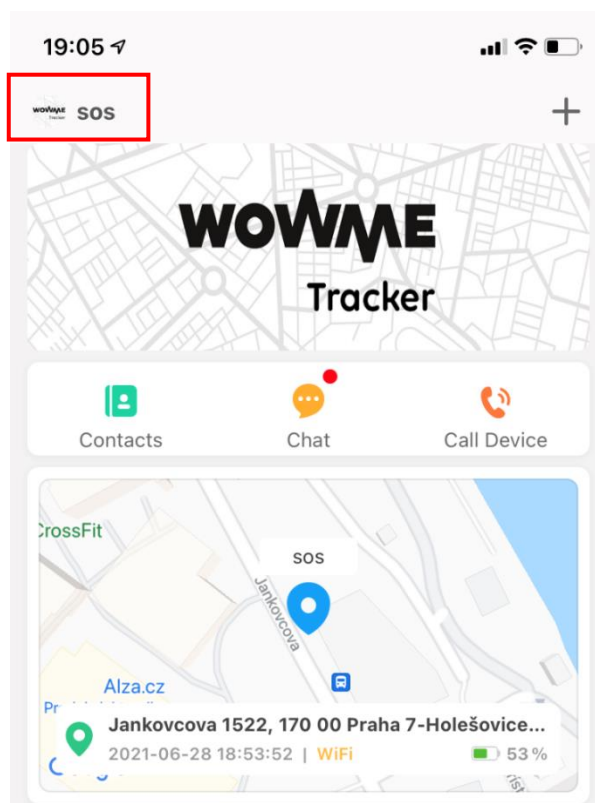 19:05
WOWME Tracker sos
WOWME
Tracker
Contacts
Chat
Call Device
CrossFit
sos
Jankovcova
Alza.cz
Jankovcova 1522, 170 00 Praha 7-Holešovice...
2021-06-28 18:53:52 | WiFi
53%